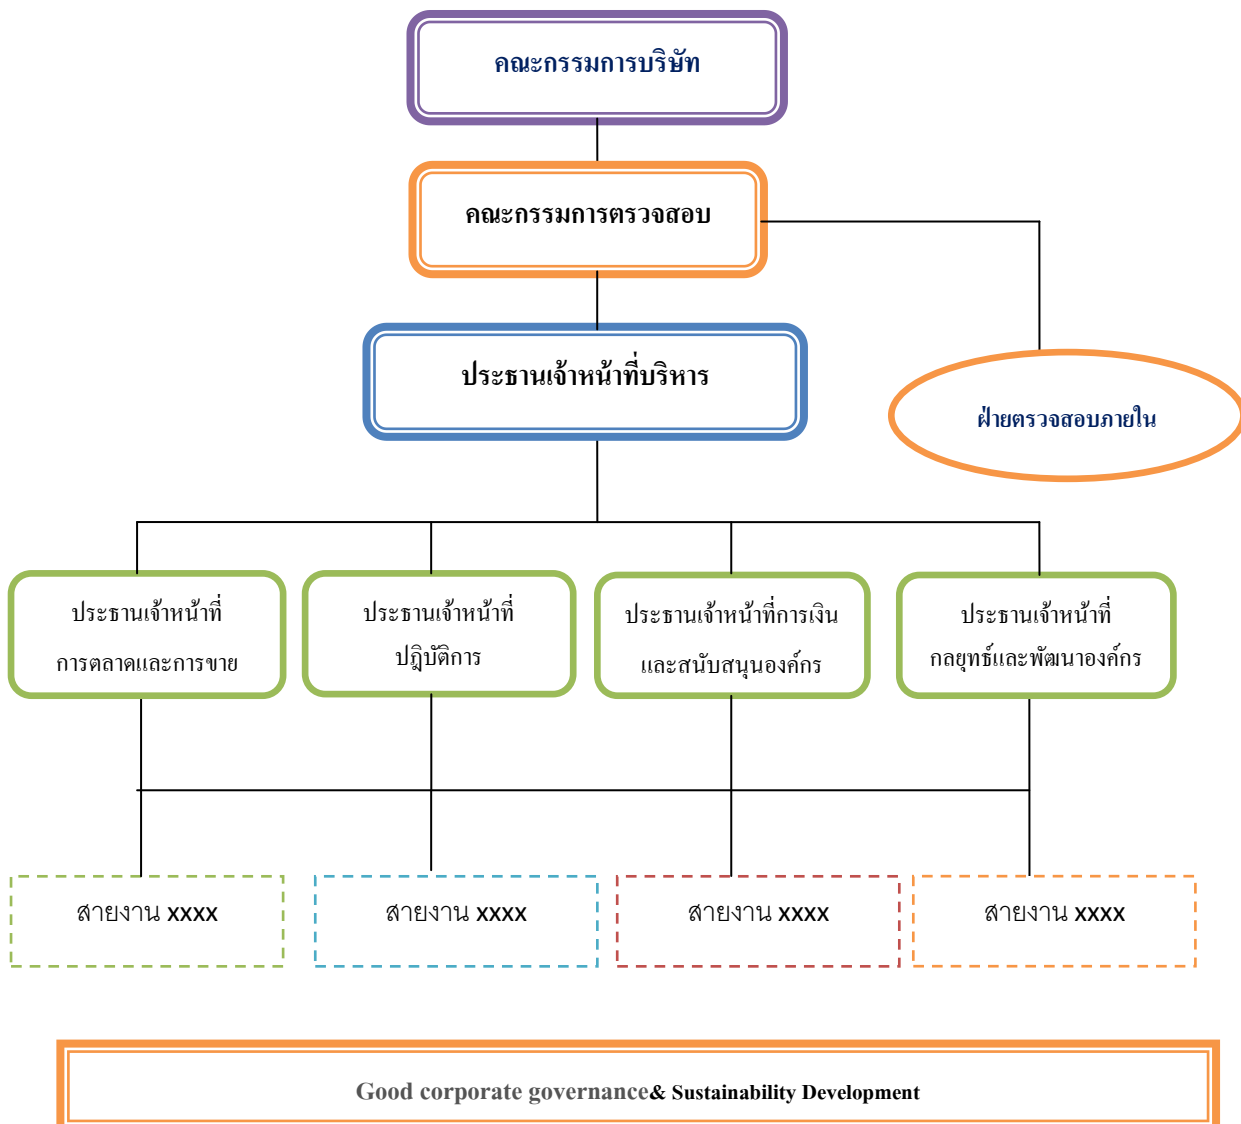 คณะกรรมการบริษัท
คณะกรรมการตรวจสอบ
ประธานเจ้าหน้าที่บริหาร
ฝ่ายตรวจสอบภายใน
ประธานเจ้าหน้าที่
การตลาดและการขาย
ประธานเจ้าหน้าที่
ปฎิบัติการ
ประธานเจ้าหน้าที่การเงิน
และสนับสนุนองค์กร
ประธานเจ้าหน้าที่
กลยุทธ์และพัฒนาองค์กร
สายงาน xxxx
สายงาน xxxx
สายงาน xxxx
สายงาน xxxx
Good corporate governance& Sustainability Development